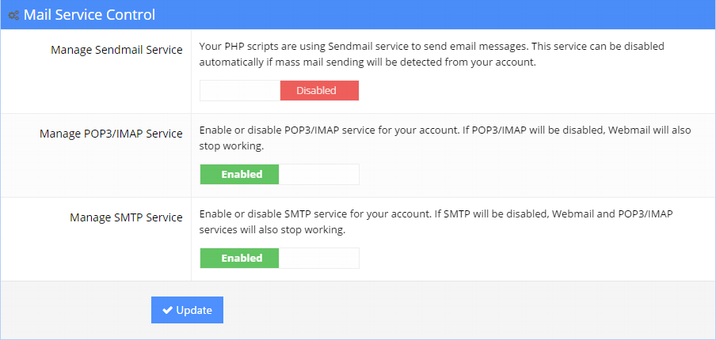 Mail Service Control
Manage Sendmail Service
Your PHP scripts are using Sendmail service to send email messages. This service can be disabled
automatically if mass mail sending will be detected from your account.
Disabled
Manage POP3/IMAP Service
Enable or disable POP3/IMAP service for your account. If POP3/IMAP will be disabled, Webmail will also
stop working.
Enabled
Manage SMTP Service
Enable or disable SMTP service for your account. If SMTP will be disabled, Webmail and POP3/IMAP
services will also stop working.
Enabled
Update